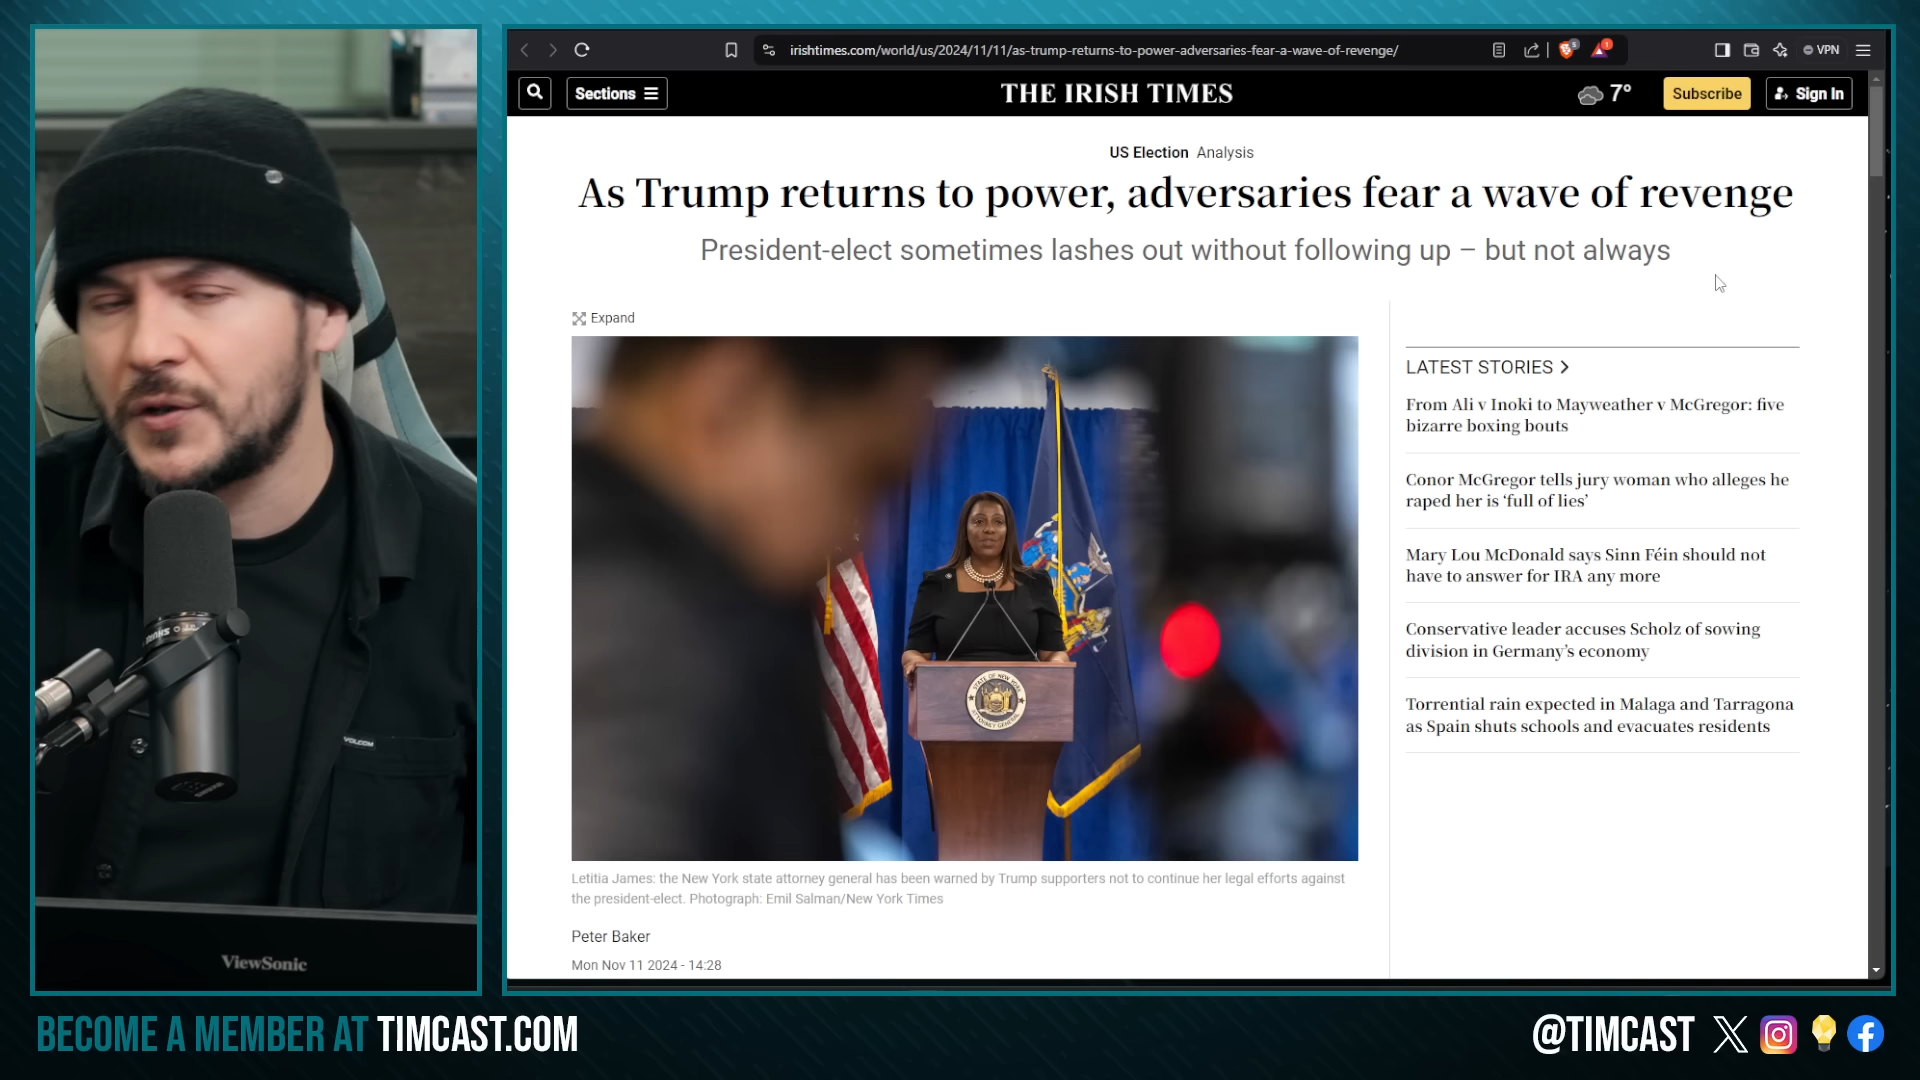 irishtimes.com/world/us/2024/11/11/as-trump-returns-to-power-adversaries-fear-a-wave-of-revenge/
VPN
Sections
THE IRISH TIMES
7°
Subscribe
Sign In
US Election Analysis
As Trump returns to power, adversaries fear a wave of revenge
President-elect sometimes lashes out without following up – but not always
Expand
STATE OF NEW YORK
ATTORNEY GENERAL
Letitia James: the New York state attorney general has been warned by Trump supporters not to continue her legal efforts against
the president-elect. Photograph: Emil Salman/New York Times
Peter Baker
Mon Nov 11 2024 - 14:28
LATEST STORIES >
From Ali v Inoki to Mayweather v McGregor: five
bizarre boxing bouts
Conor McGregor tells jury woman who alleges he
raped her is ‘full of lies’
Mary Lou McDonald says Sinn Féin should not
have to answer for IRA any more
Conservative leader accuses Scholz of sowing
division in Germany’s economy
Torrential rain expected in Malaga and Tarragona
as Spain shuts schools and evacuates residents
VOLCOM
ViewSonic
BECOME A MEMBER AT TIMCAST.COM
@TIMCAST